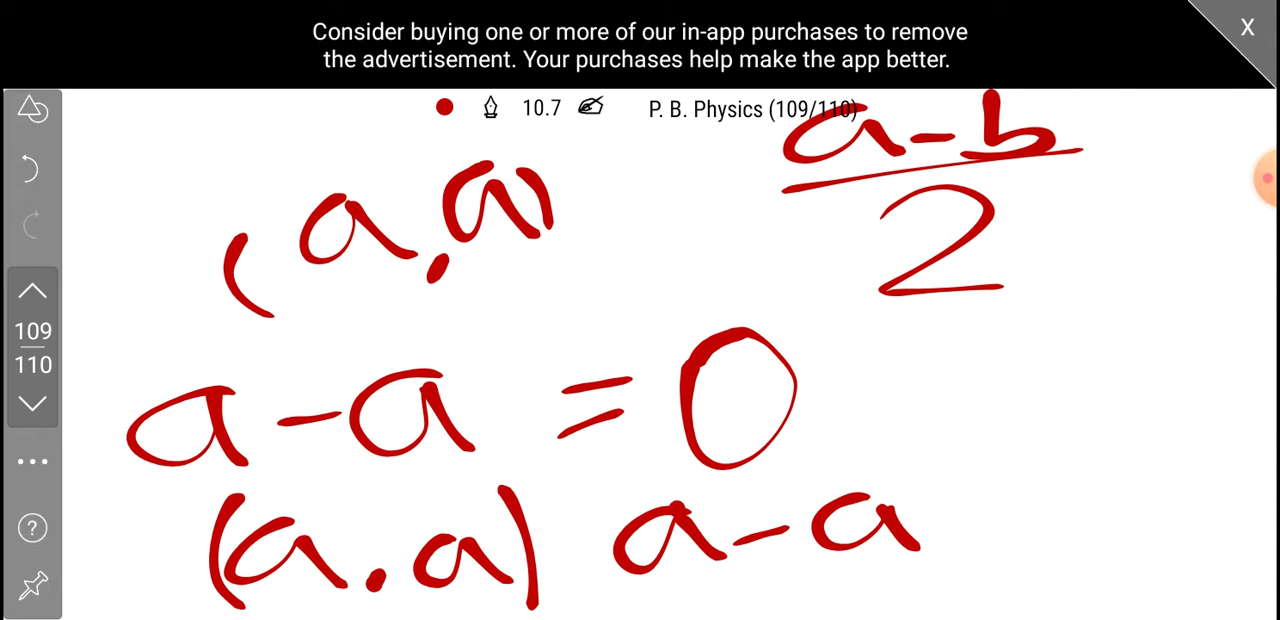 Consider buying one or more of our in-app purchases to remove
the advertisement. Your purchases help make the app better.
X
10.7
P. B. Physics (109/110)
(a,a)
a-b
2
109
110
a-a=0
(a.a) a-a
?